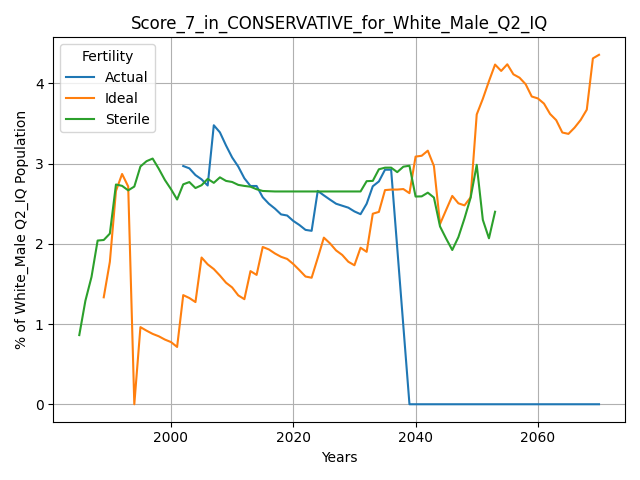 Score_7_in_CONSERVATIVE_for_White_Male_Q2_IQ
Fertility
Actual
Ideal
Sterile
% of White_Male Q2_IQ Population
4
3
2
1
0
2000 2020 2040 2060
Years